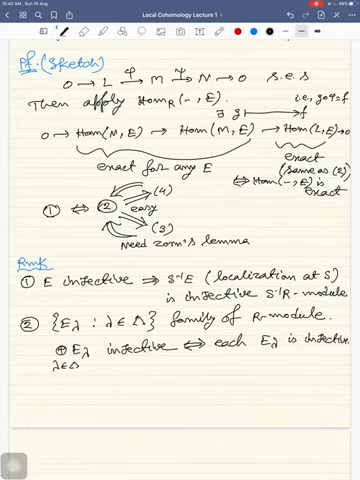 10:42 AM Sun 16 Aug
Local Cohomology Lecture 1
Pf. (Sketch)
0 → L →φ M →ψ N → 0 s.e.s
Then apply Hom_R(-, E). ∃ g ↦ f i.e., g∘φ=f
0 → Hom(N, E) → Hom(M, E) → Hom(L, E) → 0
exact for any E
exact (same as (2))
⇔ Hom(-, E) is exact
① ⇔ ② easy (4)
(3)
Need Zorn's lemma
Rmk
① E injective ⇒ S⁻¹E (localization at S)
is injective S⁻¹R-module
② {E_λ : λ ∈ Λ} family of R-module.
⊕ E_λ injective ⇔ each E_λ is injective
λ∈Λ